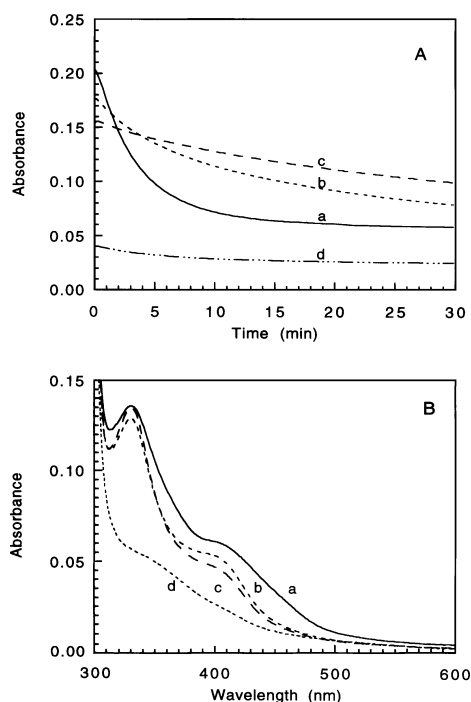 A
Absorbance
0.25
0.20
0.15
0.10
0.05
0.00
c
b
a
d
0 5 10 15 20 25 30
Time (min)
B
Absorbance
0.15
0.10
0.05
0.00
d c b a
300 400 500 600
Wavelength (nm)